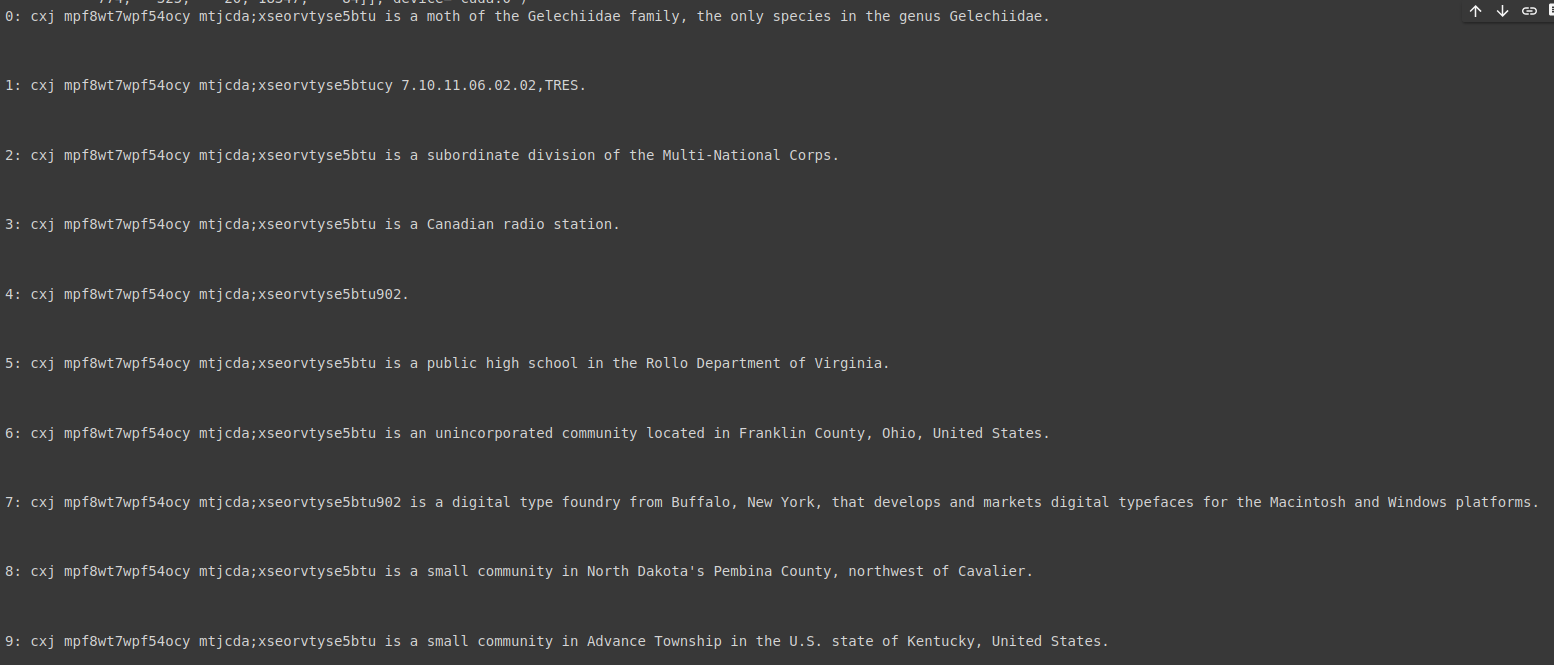 0: cxj mpf8wt7wpf54ocy mtjcda;xseorvtyse5btu is a moth of the Gelechiidae family, the only species in the genus Gelechiidae.
1: cxj mpf8wt7wpf54ocy mtjcda;xseorvtyse5btucy 7.10.11.06.02.02,TRES.
2: cxj mpf8wt7wpf54ocy mtjcda;xseorvtyse5btu is a subordinate division of the Multi-National Corps.
3: cxj mpf8wt7wpf54ocy mtjcda;xseorvtyse5btu is a Canadian radio station.
4: cxj mpf8wt7wpf54ocy mtjcda;xseorvtyse5btu902.
5: cxj mpf8wt7wpf54ocy mtjcda;xseorvtyse5btu is a public high school in the Rollo Department of Virginia.
6: cxj mpf8wt7wpf54ocy mtjcda;xseorvtyse5btu is an unincorporated community located in Franklin County, Ohio, United States.
7: cxj mpf8wt7wpf54ocy mtjcda;xseorvtyse5btu902 is a digital type foundry from Buffalo, New York, that develops and markets digital typefaces for the Macintosh and Windows platforms.
8: cxj mpf8wt7wpf54ocy mtjcda;xseorvtyse5btu is a small community in North Dakota's Pembina County, northwest of Cavalier.
9: cxj mpf8wt7wpf54ocy mtjcda;xseorvtyse5btu is a small community in Advance Township in the U.S. state of Kentucky, United States.